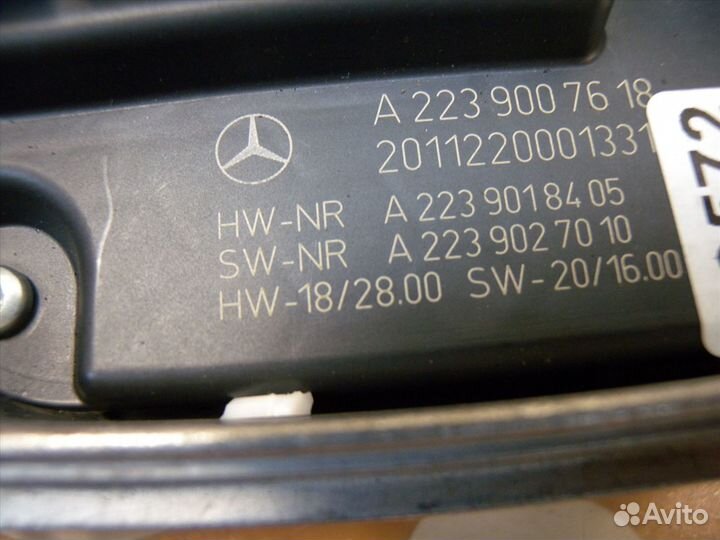 A 223 900 76 18
2011220001331
HW-NR A 223 901 84 05
SW-NR A 223 902 70 10
HW-18/28.00 SW-20/16.00
572
Avito